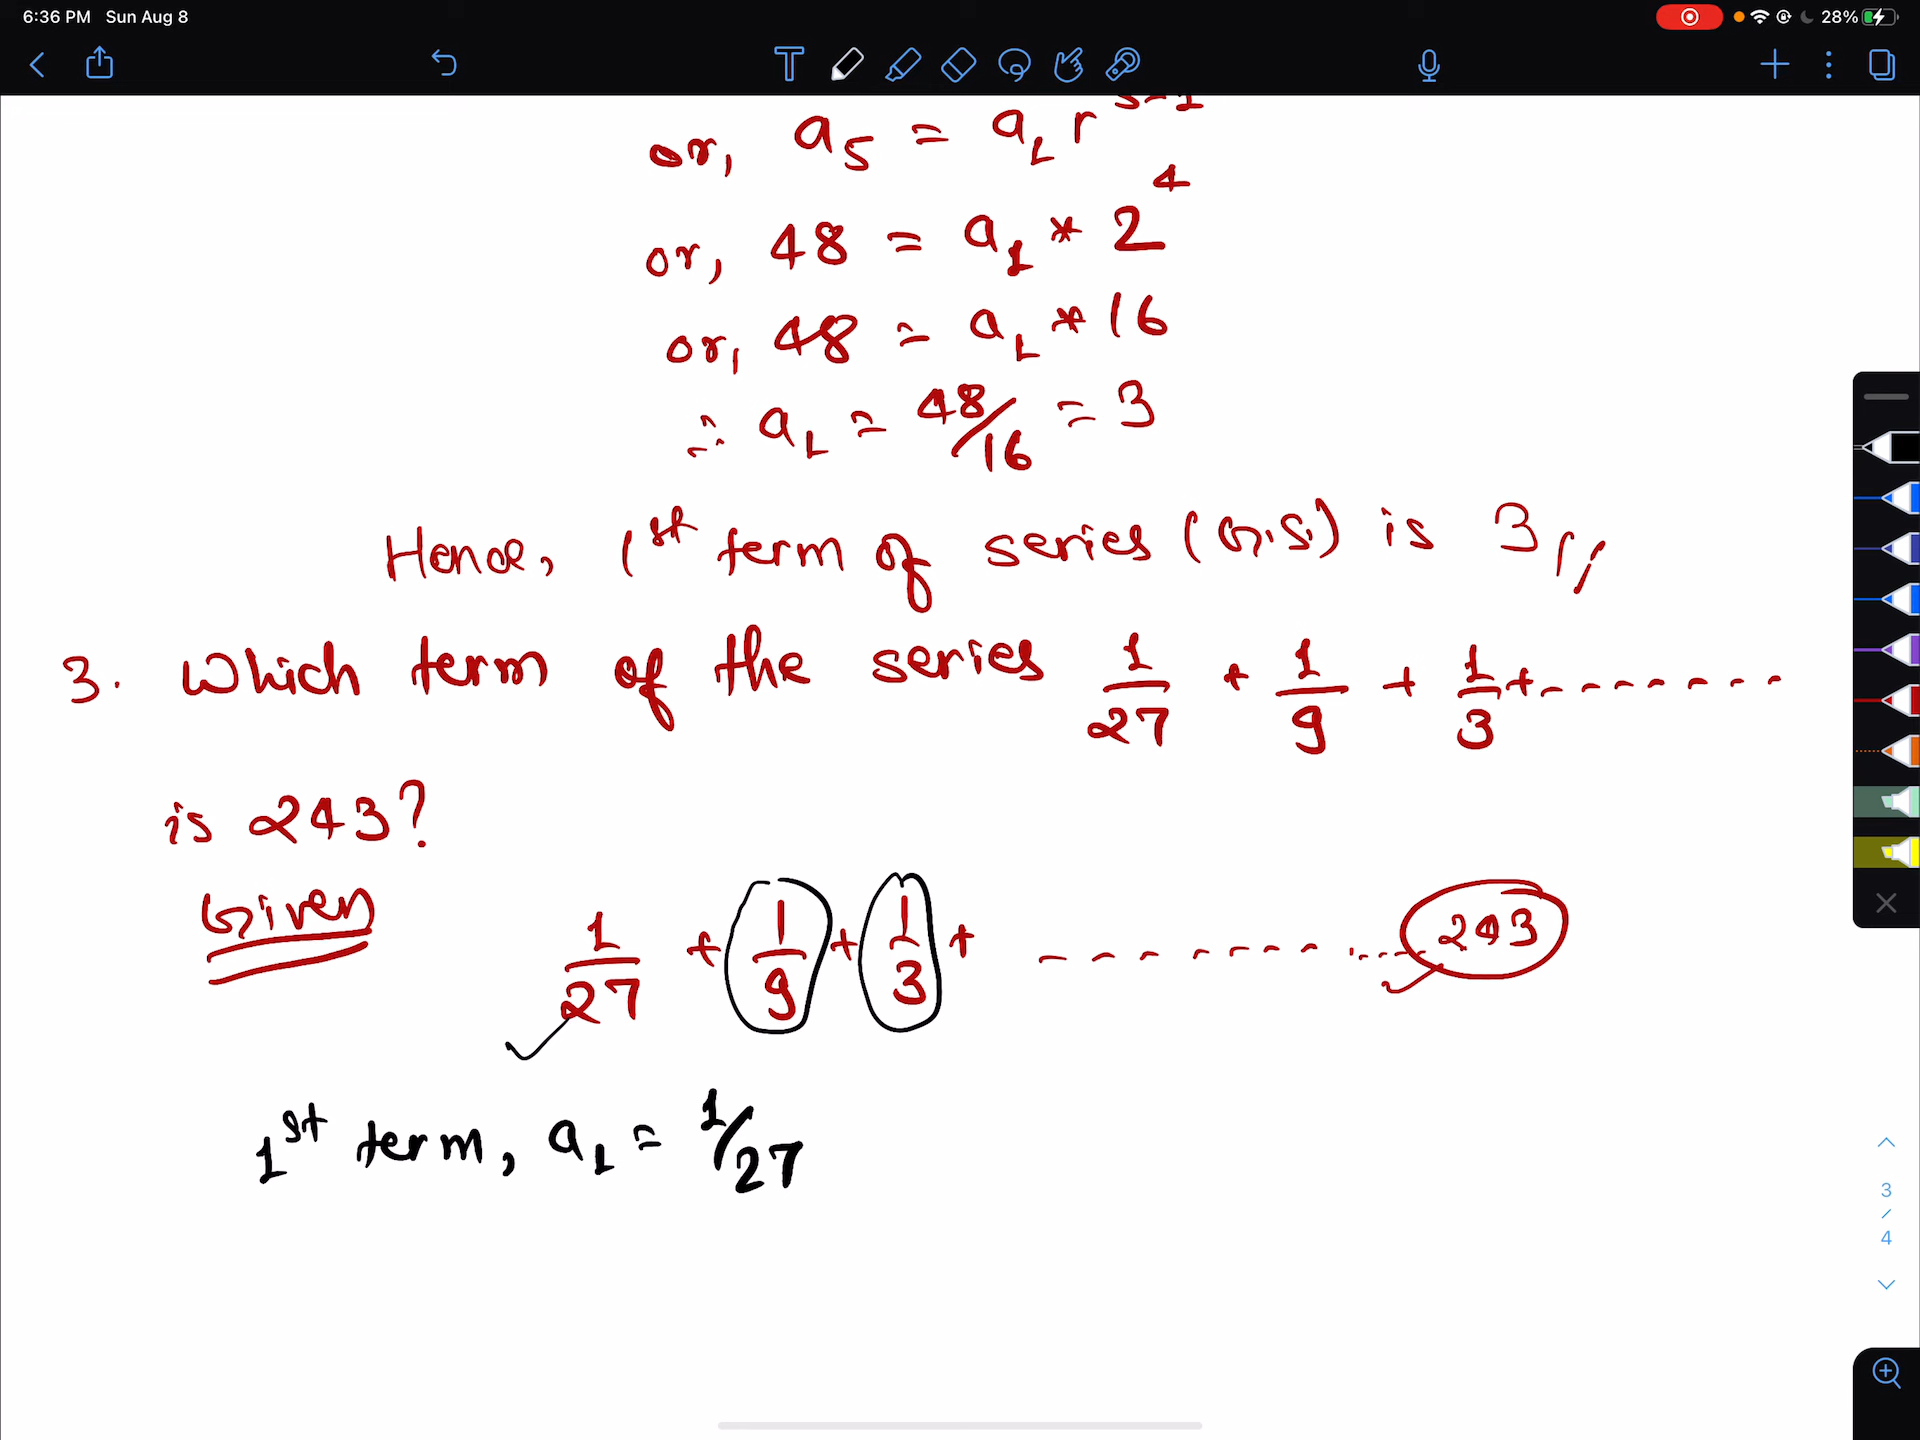 6:36 PM Sun Aug 8
28%
or, a₅ = a₁ r⁵⁻¹
or, 48 = a₁ * 2⁴
or, 48 = a₁ * 16
∴ a₁ = 48/16 = 3
Hence, 1st term of series (G.S.) is 3//
3. Which term of the series 1/27 + 1/9 + 1/3 + --------
is 243?
Given
1/27 + 1/9 + 1/3 + ------------ 243
1st term, a₁ = 1/27
3
/
4